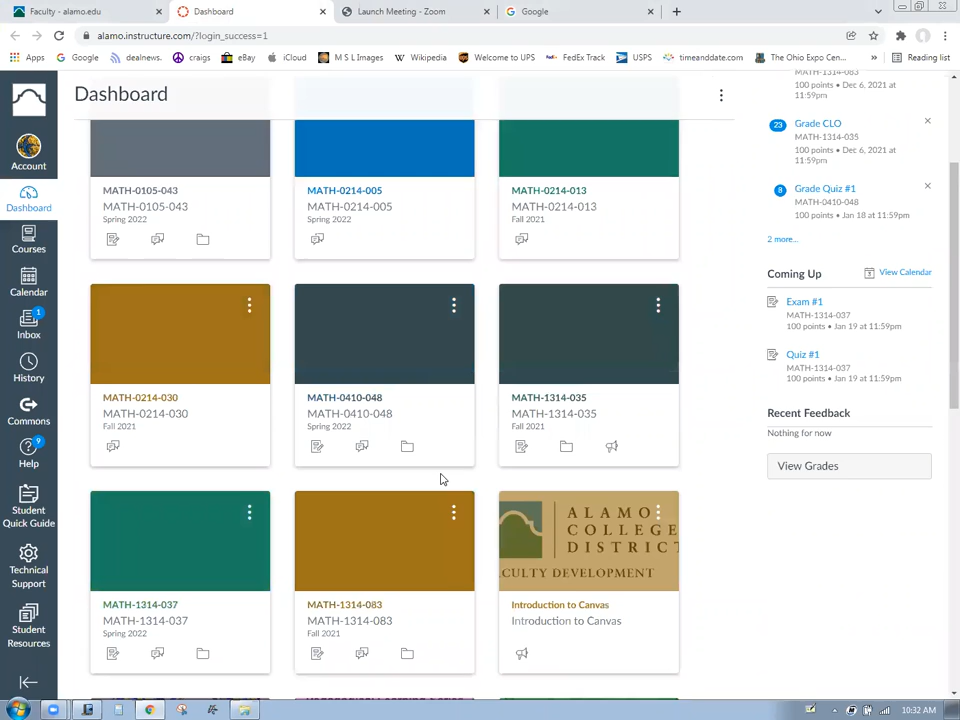 Faculty - alamo.edu
Dashboard
Launch Meeting - Zoom
Google
alamo.instructure.com/?login_success=1
Apps
Google
dealnews.
craigs
eBay
iCloud
M S L Images
Wikipedia
Welcome to UPS
FedEx Track
USPS
timeanddate.com
The Ohio Expo Cen...
»
Reading list
Account
Dashboard
Courses
Calendar
1
Inbox
History
Commons
9
Help
Student
Quick Guide
Technical
Support
Student
Resources
Dashboard
MATH-0105-043
MATH-0105-043
Spring 2022
MATH-0214-005
MATH-0214-005
Spring 2022
MATH-0214-013
MATH-0214-013
Fall 2021
MATH-0214-030
MATH-0214-030
Fall 2021
MATH-0410-048
MATH-0410-048
Spring 2022
MATH-1314-035
MATH-1314-035
Fall 2021
MATH-1314-037
MATH-1314-037
Spring 2022
MATH-1314-083
MATH-1314-083
Fall 2021
ALAMO
COLLEG
DISTRICT
CULTY DEVELOPMENT
Introduction to Canvas
Introduction to Canvas
MATH-1314-083
100 points • Dec 6, 2021 at
11:59pm
23
Grade CLO
MATH-1314-035
100 points • Dec 6, 2021 at
11:59pm
8
Grade Quiz #1
MATH-0410-048
100 points • Jan 18 at 11:59pm
2 more...
Coming Up
View Calendar
Exam #1
MATH-1314-037
100 points • Jan 19 at 11:59pm
Quiz #1
MATH-1314-037
100 points • Jan 19 at 11:59pm
Recent Feedback
Nothing for now
View Grades
10:32 AM